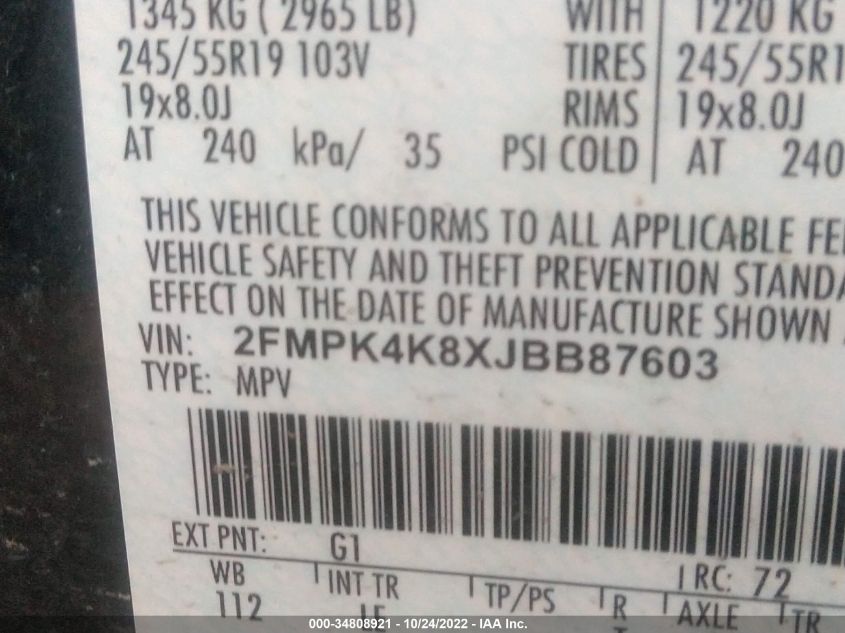 1345 KG ( 2965 LB) WITH 1220 KG
245/55R19 103V TIRES 245/55R1
19x8.0J RIMS 19x8.0J
AT 240 kPa/ 35 PSI COLD AT 240
THIS VEHICLE CONFORMS TO ALL APPLICABLE FE
VEHICLE SAFETY AND THEFT PREVENTION STANDA
EFFECT ON THE DATE OF MANUFACTURE SHOWN
VIN: 2FMPK4K8XJBB87603
TYPE: MPV
EXT PNT: G1 RC: 72
WB INT TR TP/PS R AXLE TR
112 LE
000-34808921 - 10/24/2022 - IAA Inc.